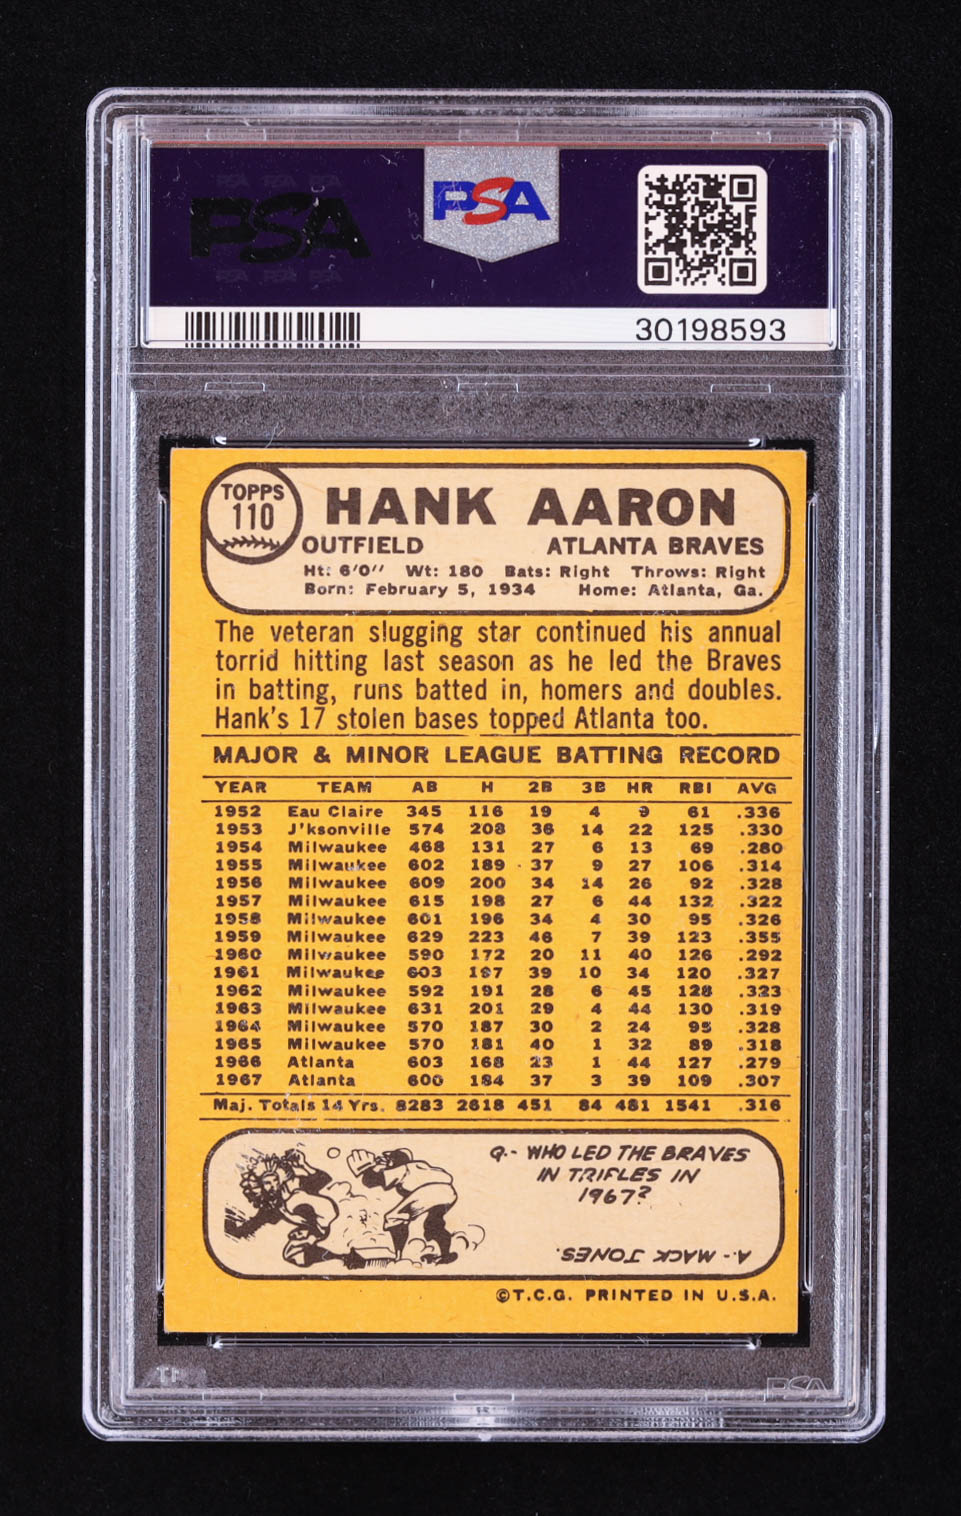 PSA
PSA
30198593
TOPPS
110
HANK AARON
OUTFIELD ATLANTA BRAVES
Ht: 6'0'' Wt: 180 Bats: Right Throws: Right
Born: February 5, 1934 Home: Atlanta, Ga.
The veteran slugging star continued his annual
torrid hitting last season as he led the Braves
in batting, runs batted in, homers and doubles.
Hank's 17 stolen bases topped Atlanta too.
MAJOR & MINOR LEAGUE BATTING RECORD
YEAR TEAM AB H 2B 3B HR RBI AVG
1952 Eau Claire 345 116 19 4 9 61 .336
1953 J'ksonville 574 208 36 14 22 125 .330
1954 Milwaukee 468 131 27 6 13 69 .280
1955 Milwaukee 602 189 37 9 27 106 .314
1956 Milwaukee 609 200 34 14 26 92 .328
1957 Milwaukee 615 198 27 6 44 132 .322
1958 Milwaukee 601 196 34 4 30 95 .326
1959 Milwaukee 629 223 46 7 39 123 .355
1960 Milwaukee 590 172 20 11 40 126 .292
1961 Milwaukee 603 197 39 10 34 120 .327
1962 Milwaukee 592 191 28 6 45 128 .323
1963 Milwaukee 631 201 29 4 44 130 .319
1964 Milwaukee 570 187 30 2 24 95 .328
1965 Milwaukee 570 181 40 1 32 89 .318
1966 Atlanta 603 168 23 1 44 127 .279
1967 Atlanta 600 184 37 3 39 109 .307
Maj. Totals 14 Yrs. 8283 2618 451 84 481 1541 .316
Q.- WHO LED THE BRAVES
IN TRIFLES IN
1967?
A.- MACK JONES.
©T.C.G. PRINTED IN U.S.A.
PSA